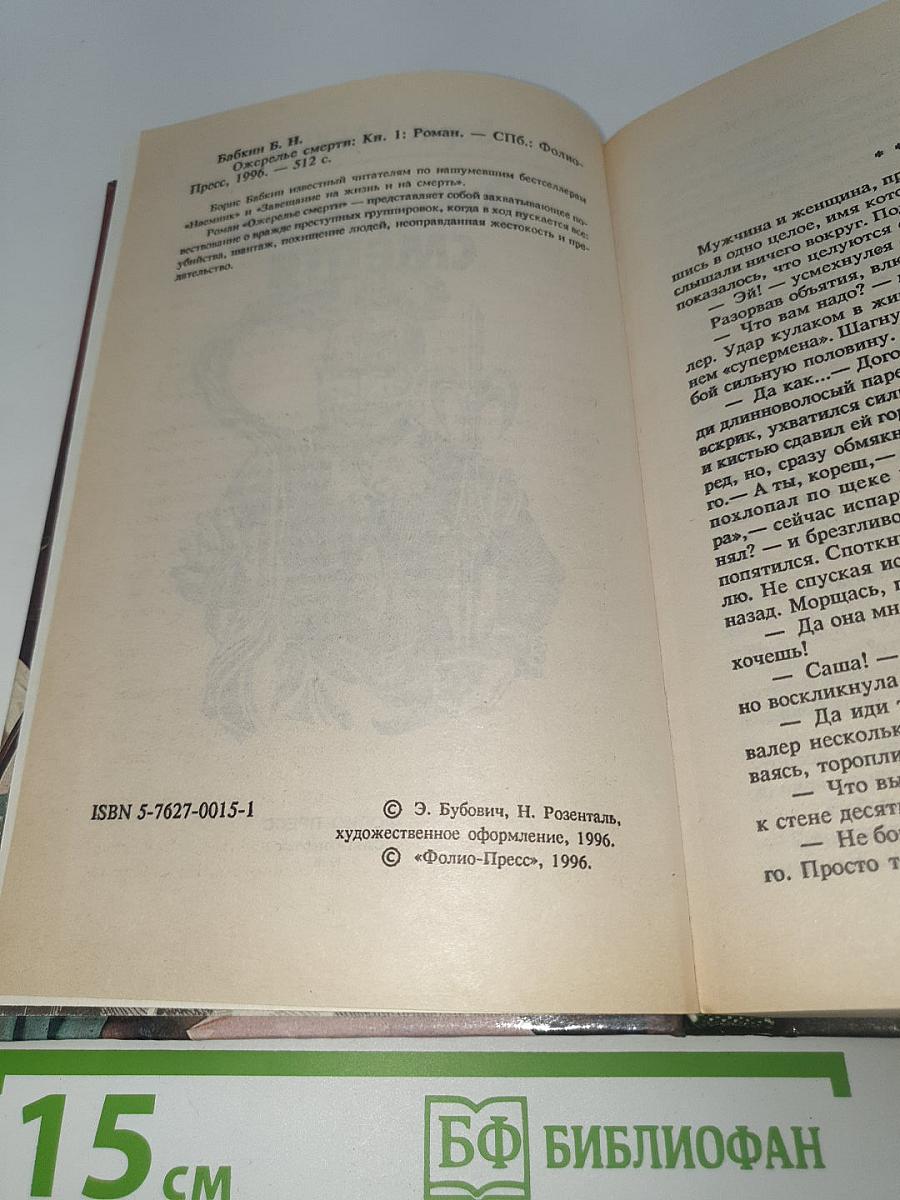 Бабкин Б. Н.
Ожерелье смерти: Кн. 1: Роман. — СПб.: Фолио-
Пресс, 1996. — 512 с.
Борис Бабкин известный читателям по нашумевшим бестселлерам
«Наемник» и «Завещание на жизнь и на смерть».
Роман «Ожерелье смерти» — представляет собой захватывающее по-
вествование о вражде преступных группировок, когда в ход пускается все:
убийства, шантаж, похищение людей, неоправданная жестокость и пре-
дательство.
ISBN 5-7627-0015-1
© Э. Бубович, Н. Розенталь,
художественное оформление, 1996.
© «Фолио-Пресс», 1996.
* *
Мужчина и женщина, пр
шись в одно целое, имя кото
слышали ничего вокруг. По
показалось, что целуются
— Эй! — усмехнулся
Разорвав объятия, влю
— Что вам надо? —
лер. Удар кулаком в жи
нем «супермена». Шагну
бой сильную половину.
— Да как...— Дого
ди длинноволосый паре
вскрик, ухватился сил
и кистью сдавил ей гор
ред, но, сразу обмякн
го.— А ты, кореш,—
похлопал по щеке
ра»,— сейчас испар
нял? — и брезгливо
попятился. Споткн
лю. Не спуская ис
назад. Морщась, п
— Да она мн
хочешь!
— Саша! —
но воскликнула
— Да иди т
валер нескольк
ваясь, торопли
— Что вы
к стене десят
— Не бо
го. Просто т
15 см
БФ БИБЛИОФАН